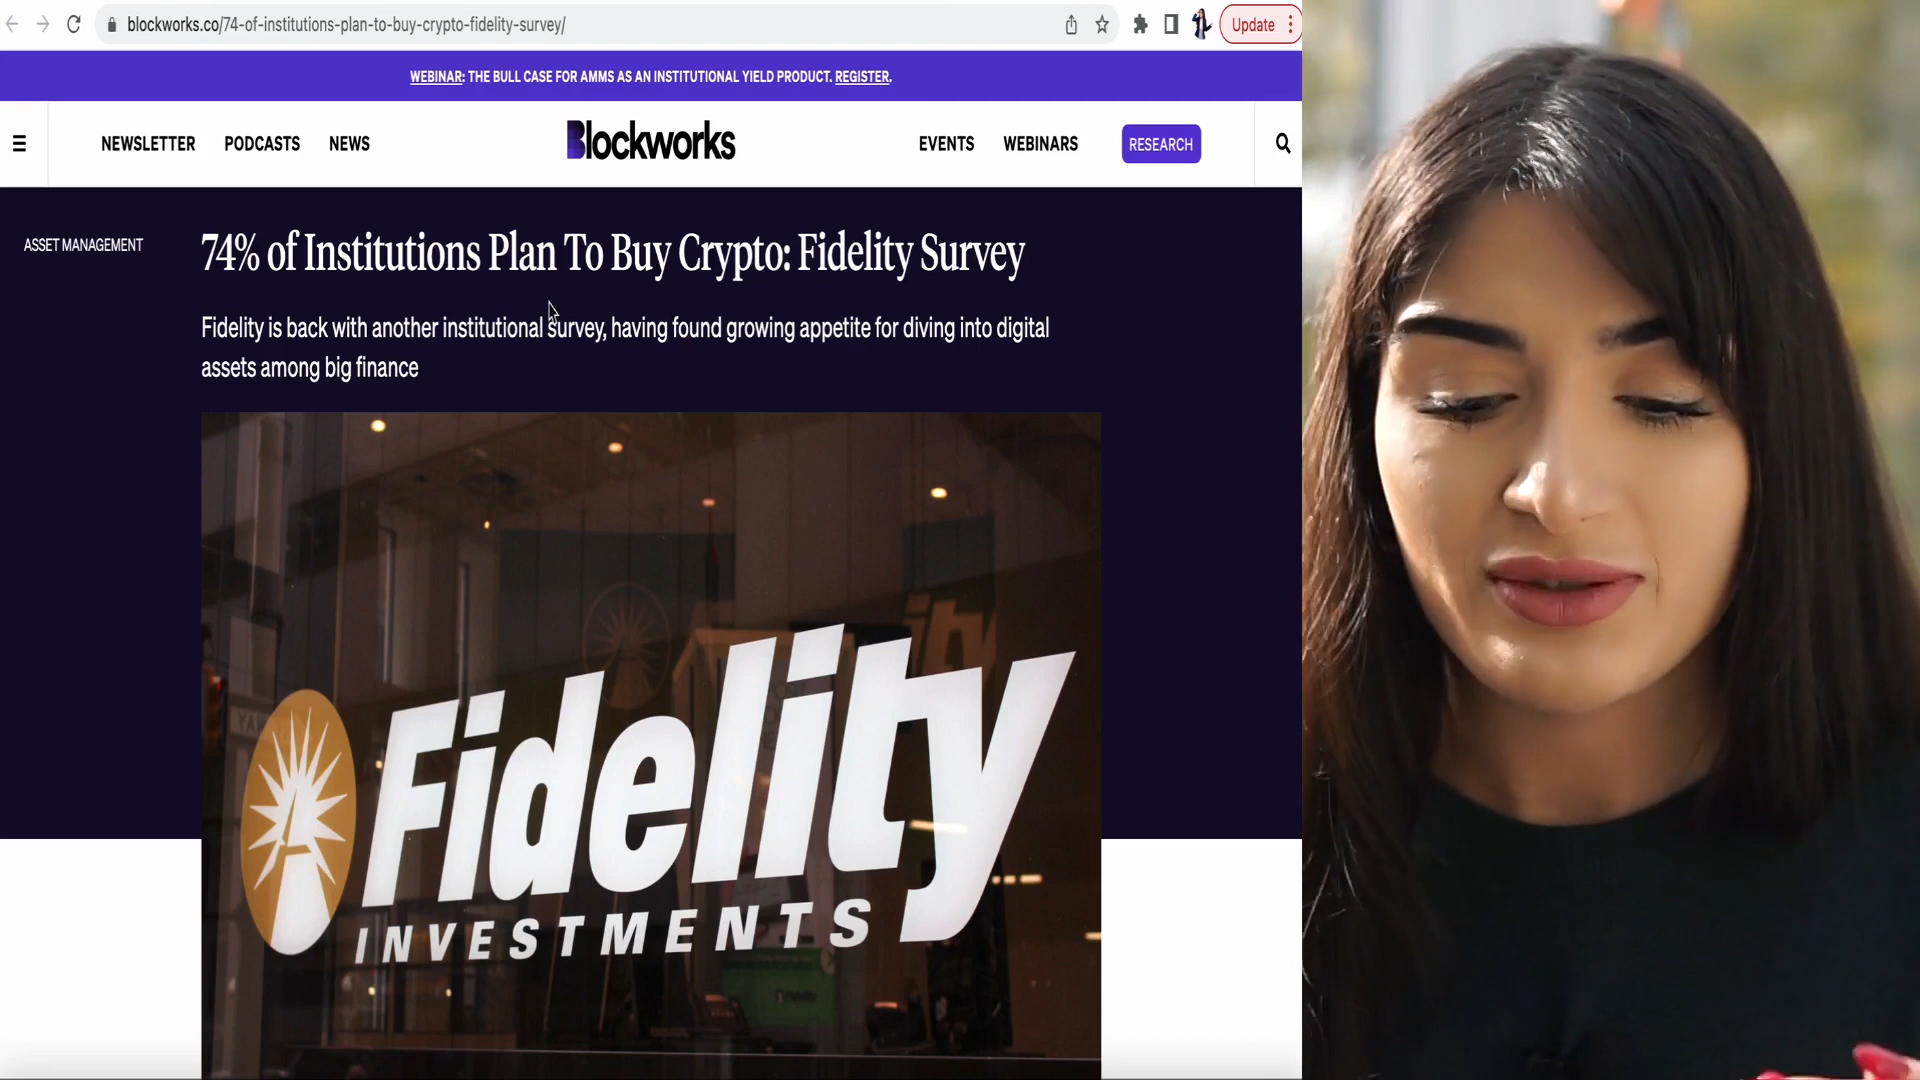 blockworks.co/74-of-institutions-plan-to-buy-crypto-fidelity-survey/
Update
WEBINAR: THE BULL CASE FOR AMMS AS AN INSTITUTIONAL YIELD PRODUCT. REGISTER.
NEWSLETTER PODCASTS NEWS Blockworks EVENTS WEBINARS RESEARCH
ASSET MANAGEMENT
74% of Institutions Plan To Buy Crypto: Fidelity Survey
Fidelity is back with another institutional survey, having found growing appetite for diving into digital
assets among big finance
Fidelity
INVESTMENTS